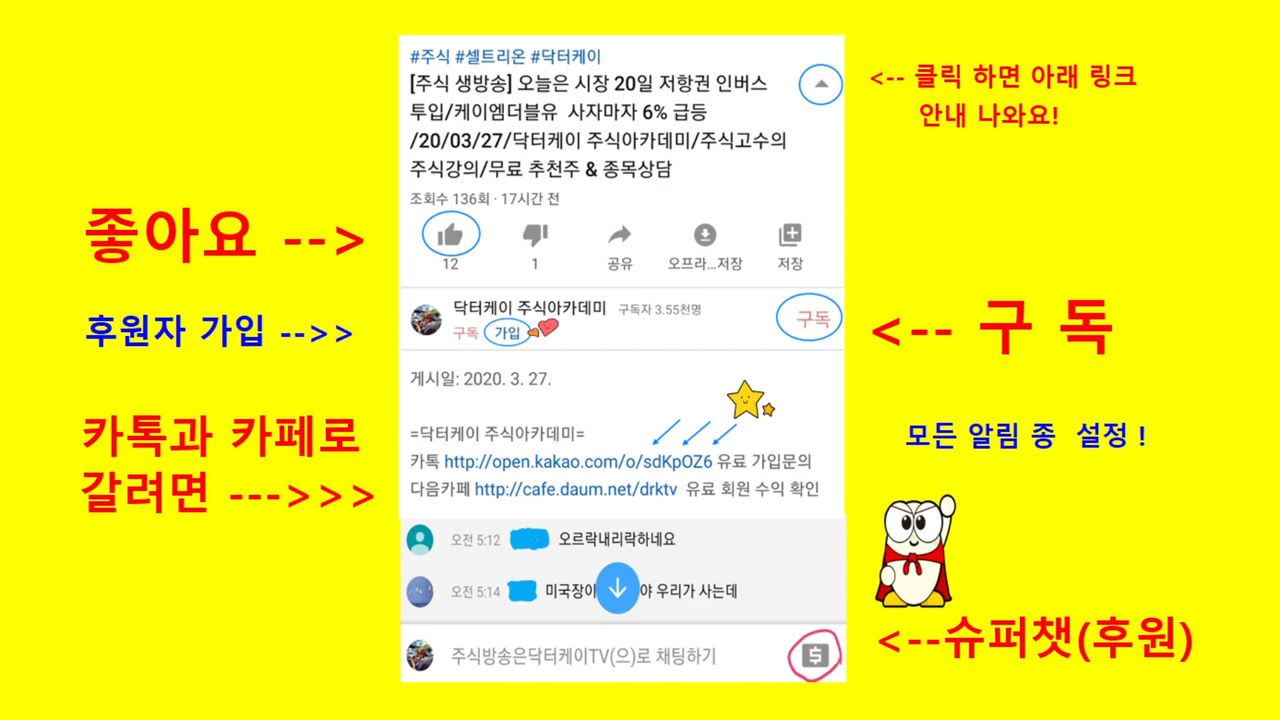 #주식 #셀트리온 #닥터케이
[주식 생방송] 오늘은 시장 20일 저항권 인버스
투입/케이엠더블유 사자마자 6% 급등
/20/03/27/닥터케이 주식아카데미/주식고수의
주식강의/무료 추천주 & 종목상담
조회수 136회 · 17시간 전
<-- 클릭 하면 아래 링크
안내 나와요!
좋아요 -->
12
1
공유
오프라...저장
저장
후원자 가입 -->>
닥터케이 주식아카데미 구독자 3.55천명
구독 가입
구독
<-- 구 독
게시일: 2020. 3. 27.
카톡과 카페로
갈려면 --->>>
=닥터케이 주식아카데미=
카톡 http://open.kakao.com/o/sdKpOZ6 유료 가입문의
다음카페 http://cafe.daum.net/drktv 유료 회원 수익 확인
모든 알림 종 설정 !
오전 5:12 오르락내리락하네요
오전 5:14 미국장이 야 우리가 사는데
주식방송은닥터케이TV(으)로 채팅하기
$
<--슈퍼챗(후원)